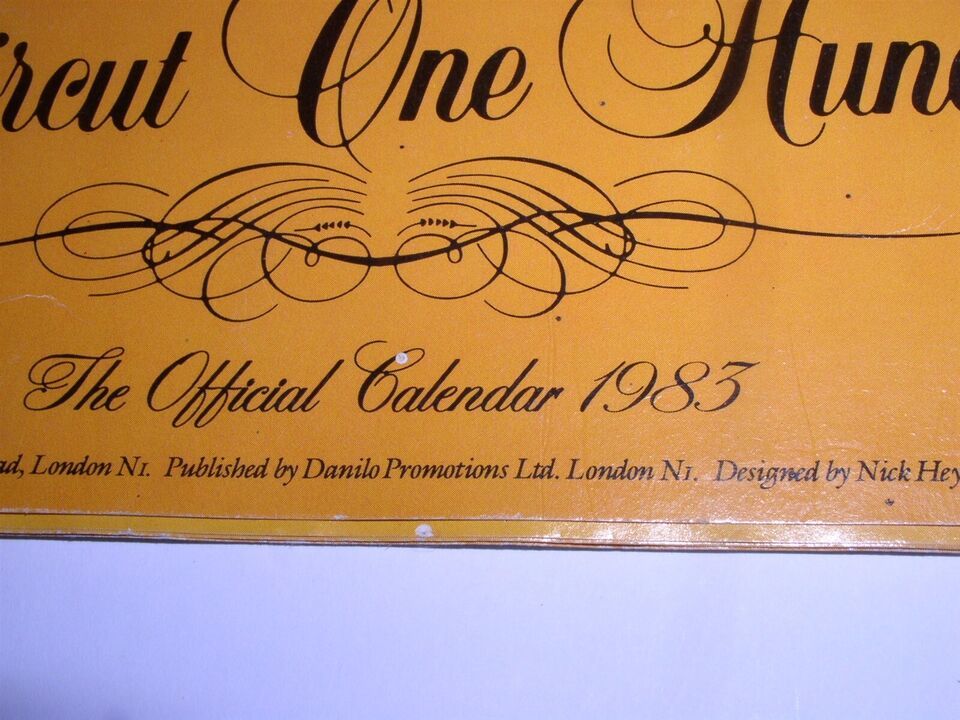 rcut One Hun
The Official Calendar 1983
ad, London N1. Published by Danilo Promotions Ltd. London N1. Designed by Nick Hey